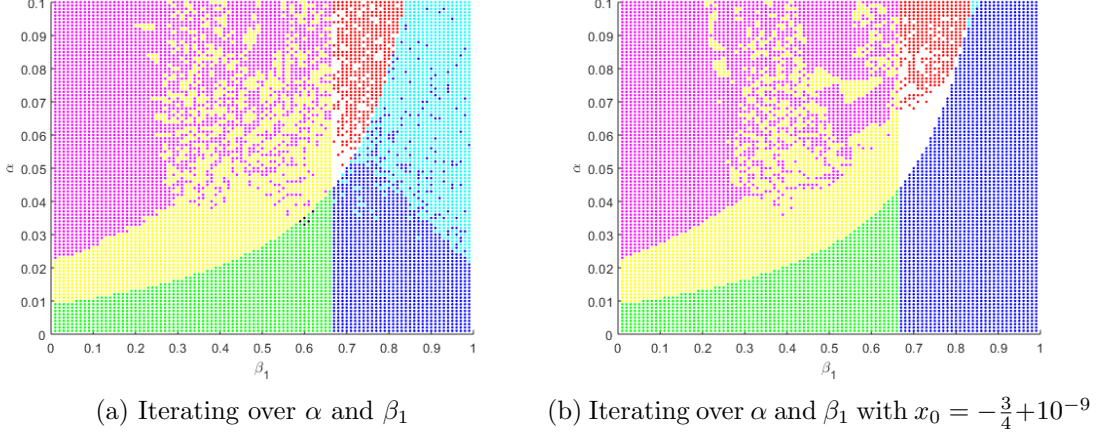 0.1 0.1
0.09 0.09
0.08 0.08
0.07 0.07
0.06 0.06
α 0.05 α 0.05
0.04 0.04
0.03 0.03
0.02 0.02
0.01 0.01
0 0
0 0.1 0.2 0.3 0.4 0.5 0.6 0.7 0.8 0.9 1 0 0.1 0.2 0.3 0.4 0.5 0.6 0.7 0.8 0.9 1
β₁ β₁
(a) Iterating over α and β₁ (b) Iterating over α and β₁ with x₀ = −3/4+10⁻⁹